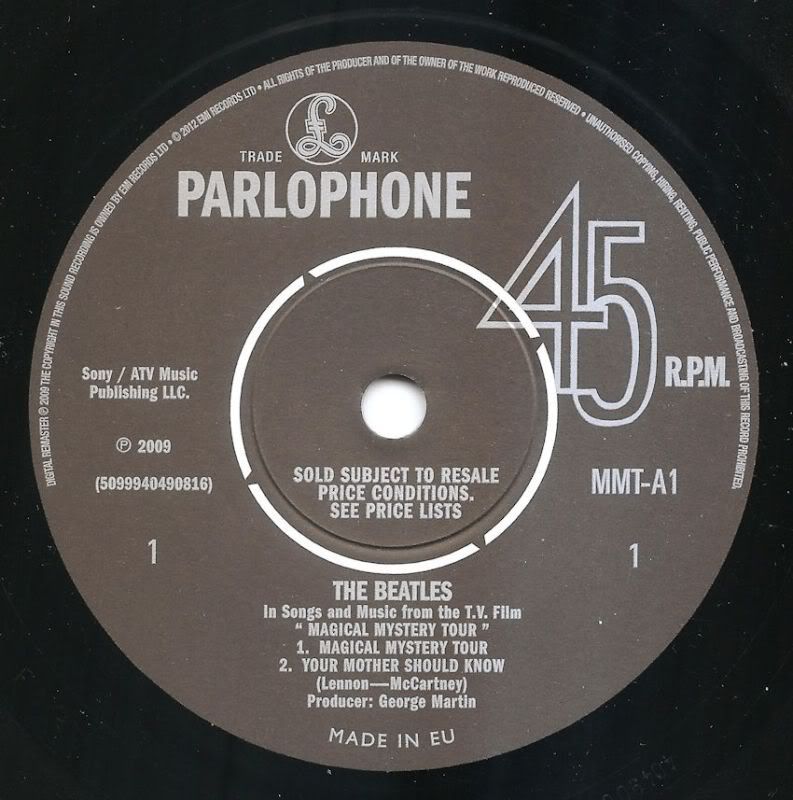 DIGITAL REMASTER ℗ 2009 THE COPYRIGHT IN THIS SOUND RECORDING IS OWNED BY EMI RECORDS LTD • © 2012 EMI RECORDS LTD • ALL RIGHTS OF THE PRODUCER AND OF THE OWNER OF THE WORK REPRODUCED RESERVED • UNAUTHORISED COPYING, HIRING, RENTING, PUBLIC PERFORMANCE AND BROADCASTING OF THIS RECORD PROHIBITED.
£
TRADE MARK
PARLOPHONE
45
R.P.M.
Sony / ATV Music
Publishing LLC.
℗ 2009
(5099940490816)
1
SOLD SUBJECT TO RESALE
PRICE CONDITIONS.
SEE PRICE LISTS
MMT-A1
1
THE BEATLES
In Songs and Music from the T.V. Film
" MAGICAL MYSTERY TOUR "
1. MAGICAL MYSTERY TOUR
2. YOUR MOTHER SHOULD KNOW
(Lennon—McCartney)
Producer: George Martin
MADE IN EU